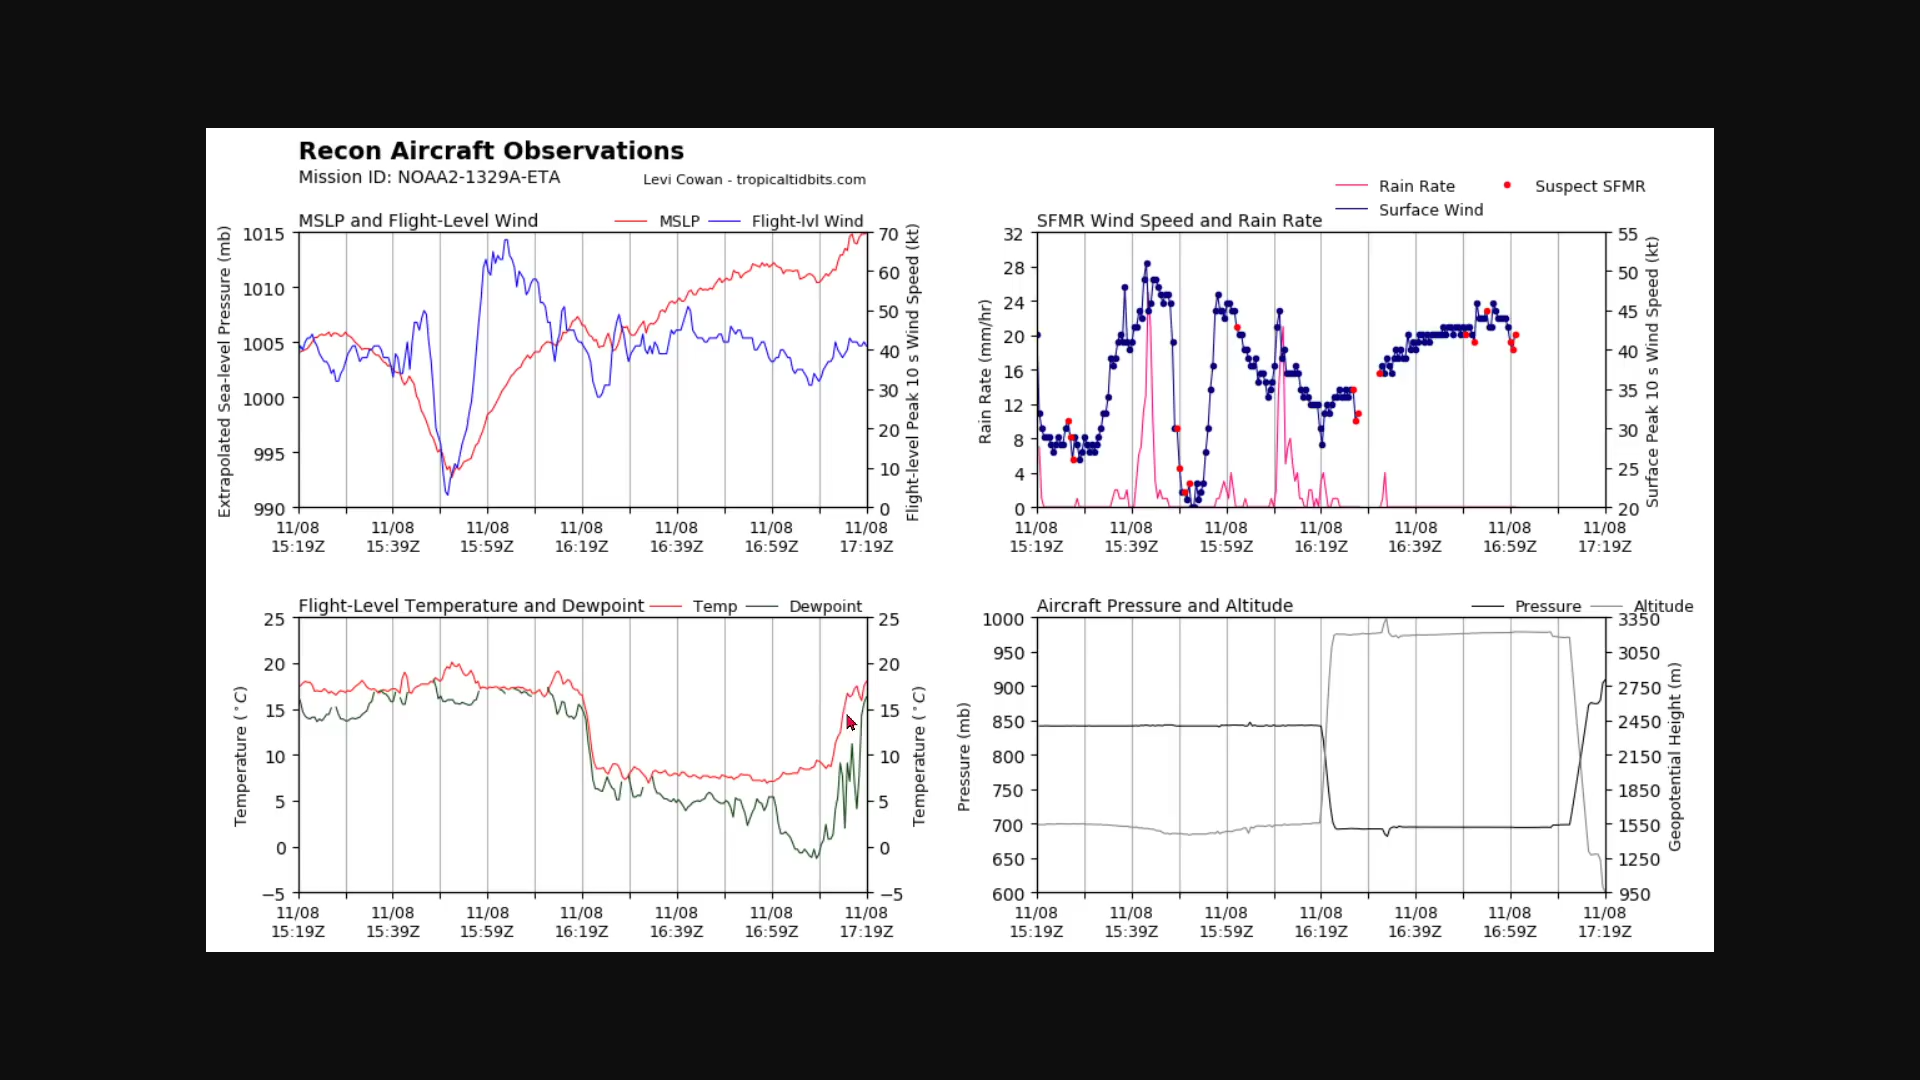 Recon Aircraft Observations
Mission ID: NOAA2-1329A-ETA
Levi Cowan - tropicaltidbits.com
MSLP and Flight-Level Wind
MSLP
Flight-lvl Wind
Extrapolated Sea-level Pressure (mb)
1015
1010
1005
1000
995
990
70
60
50
40
30
20
10
0
Flight-level Peak 10 s Wind Speed (kt)
11/08 11/08 11/08 11/08 11/08 11/08 11/08
15:19Z 15:39Z 15:59Z 16:19Z 16:39Z 16:59Z 17:19Z
Rain Rate
Suspect SFMR
Surface Wind
SFMR Wind Speed and Rain Rate
Rain Rate (mm/hr)
32
28
24
20
16
12
8
4
0
55
50
45
40
35
30
25
20
Surface Peak 10 s Wind Speed (kt)
11/08 11/08 11/08 11/08 11/08 11/08 11/08
15:19Z 15:39Z 15:59Z 16:19Z 16:39Z 16:59Z 17:19Z
Flight-Level Temperature and Dewpoint
Temp
Dewpoint
Temperature (°C)
25
20
15
10
5
0
−5
25
20
15
10
5
0
−5
Temperature (°C)
11/08 11/08 11/08 11/08 11/08 11/08 11/08
15:19Z 15:39Z 15:59Z 16:19Z 16:39Z 16:59Z 17:19Z
Aircraft Pressure and Altitude
Pressure
Altitude
Pressure (mb)
1000
950
900
850
800
750
700
650
600
3350
3050
2750
2450
2150
1850
1550
1250
950
Geopotential Height (m)
11/08 11/08 11/08 11/08 11/08 11/08 11/08
15:19Z 15:39Z 15:59Z 16:19Z 16:39Z 16:59Z 17:19Z